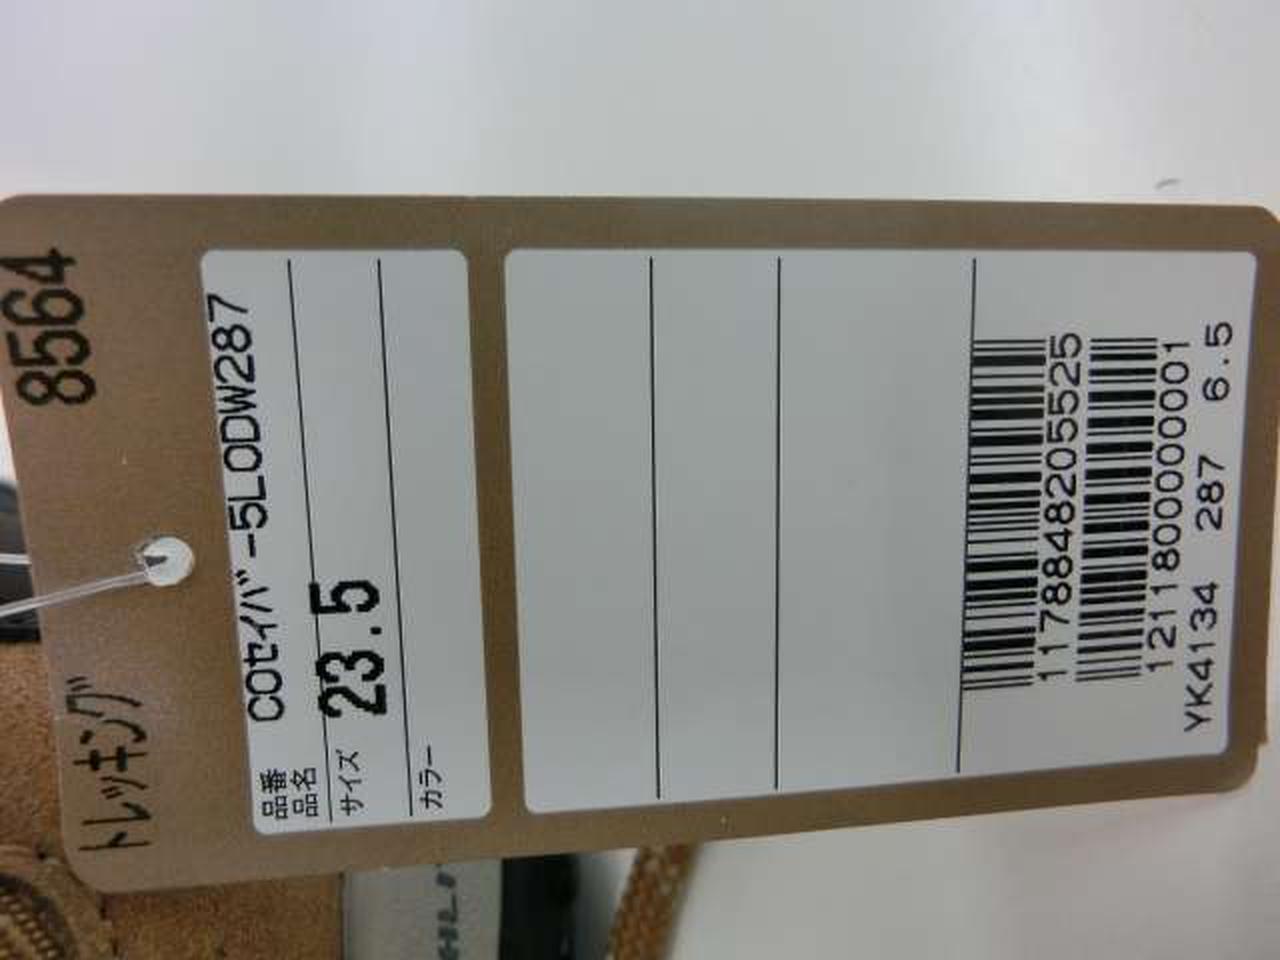 トレッキング 8564
品番 COセイバー5LODW287
品名
サイズ 23.5
カラー
1178848205525
1211800000001
YK4134 287 6.5